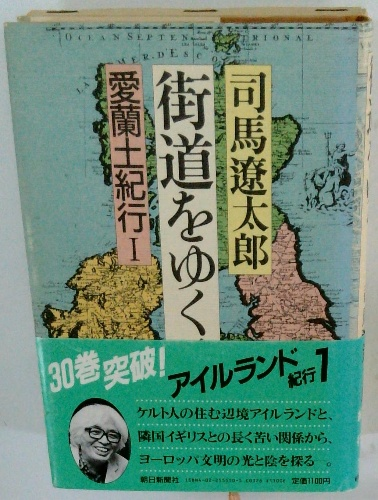 OCEAN SEPTENTRIONAL
MER DESCO
司馬遼太郎
街道をゆく
愛蘭土紀行I
30巻突破!
アイルランド紀行1
ケルト人の住む辺境アイルランドと、
隣国イギリスとの長く苦い関係から、
ヨーロッパ文明の光と陰を探る。
朝日新聞社
定価1100円